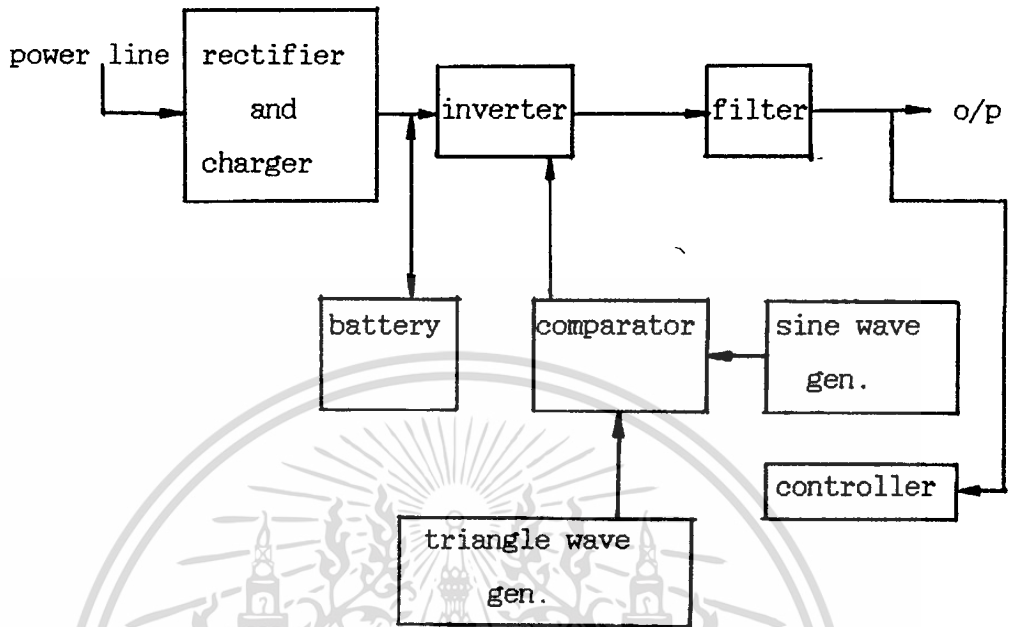 power line
rectifier
and
charger
inverter
filter
o/p
battery
comparator
sine wave
gen.
controller
triangle wave
gen.